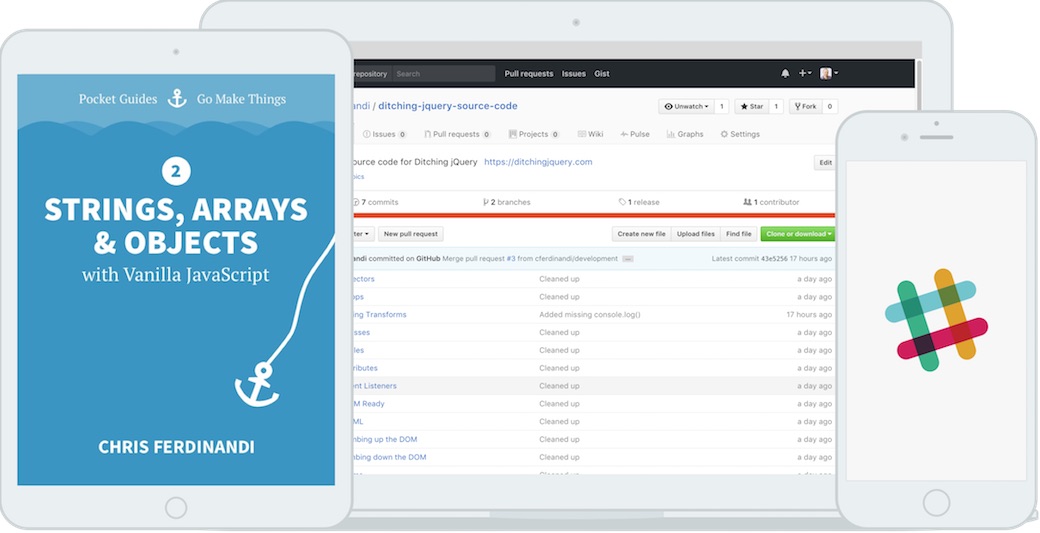 Pocket Guides Go Make Things
2
STRINGS, ARRAYS
& OBJECTS
with Vanilla JavaScript
CHRIS FERDINANDI
repository Search Pull requests Issues Gist
andi / ditching-jquery-source-code
Unwatch 1 Star 1 Fork 0
Issues 0 Pull requests 0 Projects 0 Wiki Pulse Graphs Settings
ource code for Ditching jQuery https://ditchingjquery.com Edit
pics
7 commits 2 branches 1 release 1 contributor
ter New pull request Create new file Upload files Find file Clone or download
andi committed on GitHub Merge pull request #3 from cferdinandi/development ... Latest commit 43e5256 17 hours ago
ectors Cleaned up a day ago
ops Cleaned up a day ago
ing Transforms Added missing console.log() 17 hours ago
sses Cleaned up a day ago
les Cleaned up a day ago
ributes Cleaned up a day ago
ent Listeners Cleaned up a day ago
M Ready Cleaned up a day ago
ML Cleaned up a day ago
mbing up the DOM Cleaned up a day ago
mbing down the DOM Cleaned up a day ago
Cleaned up a day ago